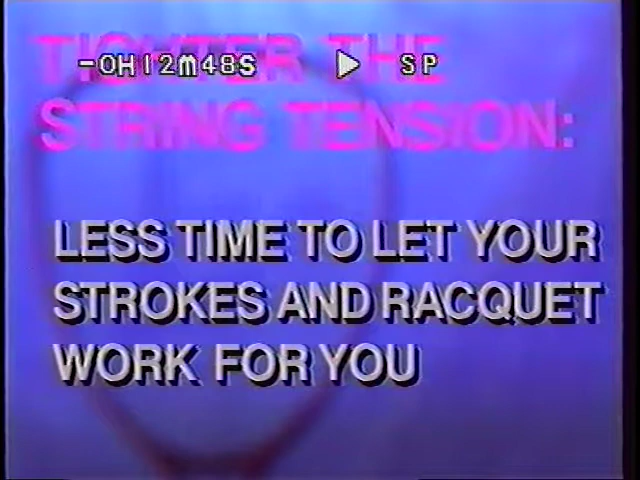 TIGHTER THE
-0H12m48S ▶ SP
STRING TENSION:
LESS TIME TO LET YOUR
STROKES AND RACQUET
WORK FOR YOU